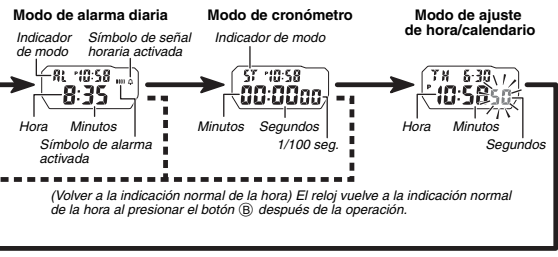 Modo de alarma diaria
Modo de cronómetro
Modo de ajuste
de hora/calendario
Indicador
de modo
Símbolo de señal
horaria activada
Indicador de modo
AL P10:58
8:35
ST P10:58
00:00 00
TH 6-30
P 10:58 50
Hora
Minutos
Símbolo de alarma
activada
Minutos
Segundos
1/100 seg.
Hora
Minutos
Segundos
(Volver a la indicación normal de la hora) El reloj vuelve a la indicación normal
de la hora al presionar el botón Ⓑ después de la operación.